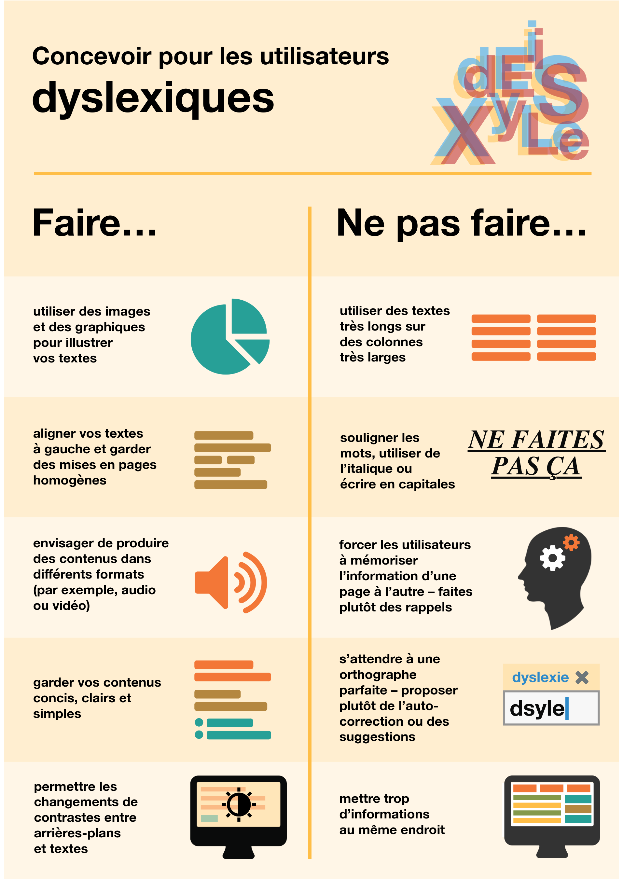 Concevoir pour les utilisateurs
dyslexiques
d E i i S
X y L e
Faire...
Ne pas faire...
utiliser des images
et des graphiques
pour illustrer
vos textes
utiliser des textes
très longs sur
des colonnes
très larges
aligner vos textes
à gauche et garder
des mises en pages
homogènes
souligner les
mots, utiliser de
l’italique ou
écrire en capitales
NE FAITES
PAS ÇA
envisager de produire
des contenus dans
différents formats
(par exemple, audio
ou vidéo)
forcer les utilisateurs
à mémoriser
l’information d’une
page à l’autre – faites
plutôt des rappels
garder vos contenus
concis, clairs et
simples
s’attendre à une
orthographe
parfaite – proposer
plutôt de l’auto-
correction ou des
suggestions
dyslexie
dsyle
permettre les
changements de
contrastes entre
arrières-plans
et textes
mettre trop
d’informations
au même endroit